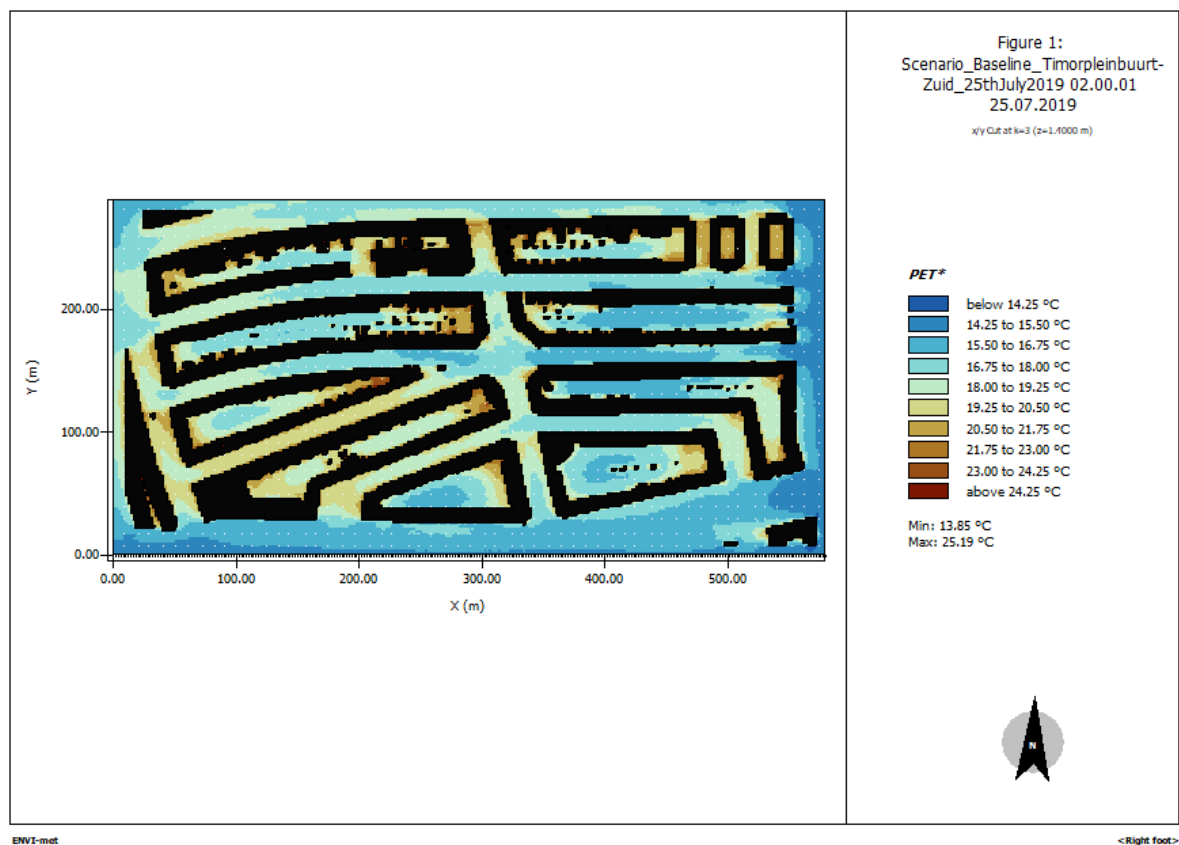 Figure 1:
Scenario_Baseline_Timorpleinbuurt-
Zuid_25thJuly2019 02.00.01
25.07.2019
x/y Cut at k=3 (z=1.4000 m)
200.00
100.00
0.00
Y (m)
0.00 100.00 200.00 300.00 400.00 500.00
X (m)
PET*
below 14.25 °C
14.25 to 15.50 °C
15.50 to 16.75 °C
16.75 to 18.00 °C
18.00 to 19.25 °C
19.25 to 20.50 °C
20.50 to 21.75 °C
21.75 to 23.00 °C
23.00 to 24.25 °C
above 24.25 °C
Min: 13.85 °C
Max: 25.19 °C
N
ENVI-met
<Right foot>